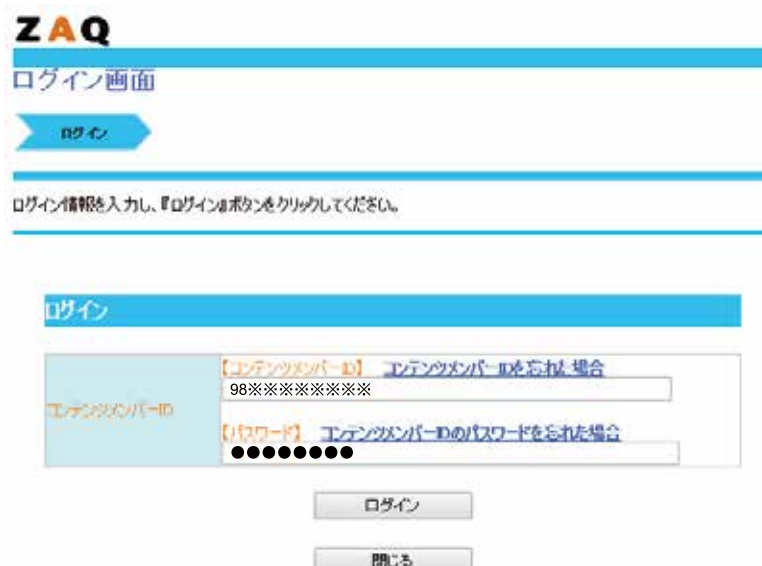 ZAQ
ログイン画面
ログイン
ログイン情報を入力し、『ログイン』ボタンをクリックしてください。
ログイン
【コンテンツメンバーID】 コンテンツメンバーIDを忘れた場合
98※※※※※※※※
コンテンツメンバーID
【パスワード】 コンテンツメンバーIDのパスワードを忘れた場合
●●●●●●●●
ログイン
閉じる